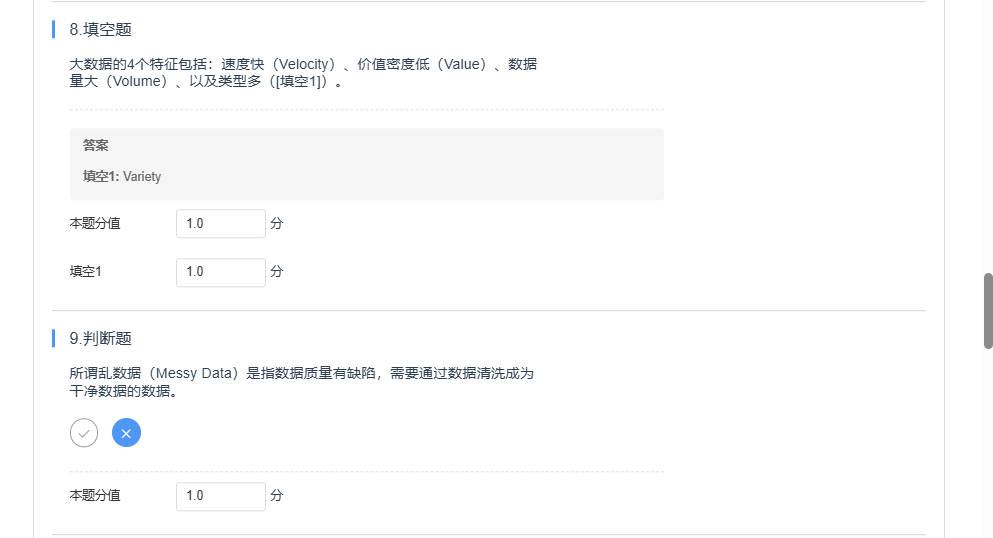 8.填空题
大数据的4个特征包括：速度快（Velocity）、价值密度低（Value）、数据
量大（Volume）、以及类型多（[填空1]）。
答案
填空1: Variety
本题分值 1.0 分
填空1 1.0 分
9.判断题
所谓乱数据（Messy Data）是指数据质量有缺陷，需要通过数据清洗成为
干净数据的数据。
本题分值 1.0 分